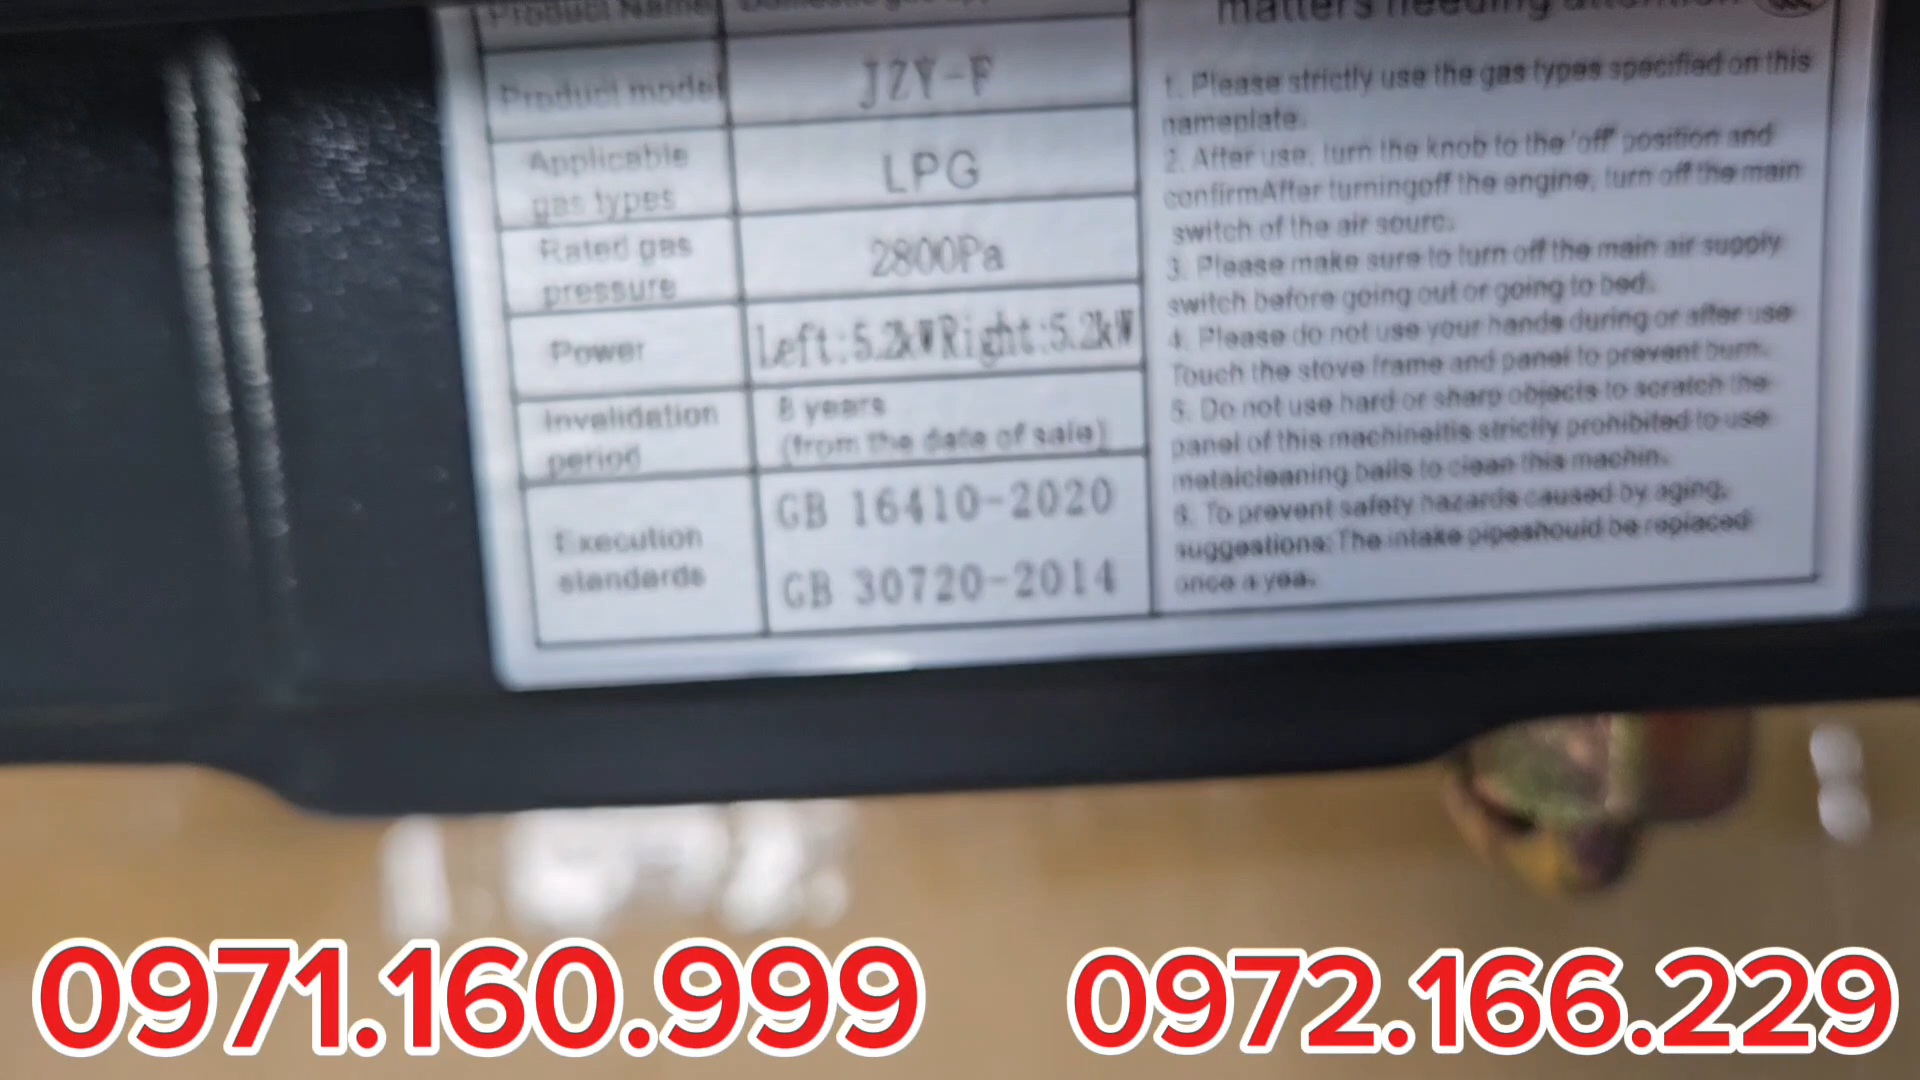 Product Name
Product model
JZY-F
Applicable
gas types
LPG
Rated gas
pressure
2800Pa
Power
Left:5.2kWRight:5.2kW
Invalidation
period
8 years
(from the date of sale)
Execution
standards
GB 16410-2020
GB 30720-2014
matters needing attention
1. Please strictly use the gas types specified on this
nameplate.
2. After use, turn the knob to the 'off' position and
confirmAfter turningoff the engine, turn off the main
switch of the air sourc.
3. Please make sure to turn off the main air supply
switch before going out or going to bed.
4. Please do not use your hands during or after use
Touch the stove frame and panel to prevent burn.
5. Do not use hard or sharp objects to scratch the
panel of this machineitis strictly prohibited to use
metalcleaning balls to clean this machin.
6. To prevent safety hazards caused by aging,
suggestions: The intake pipeshould be replaced
once a yea.
0971.160.999
0972.166.229